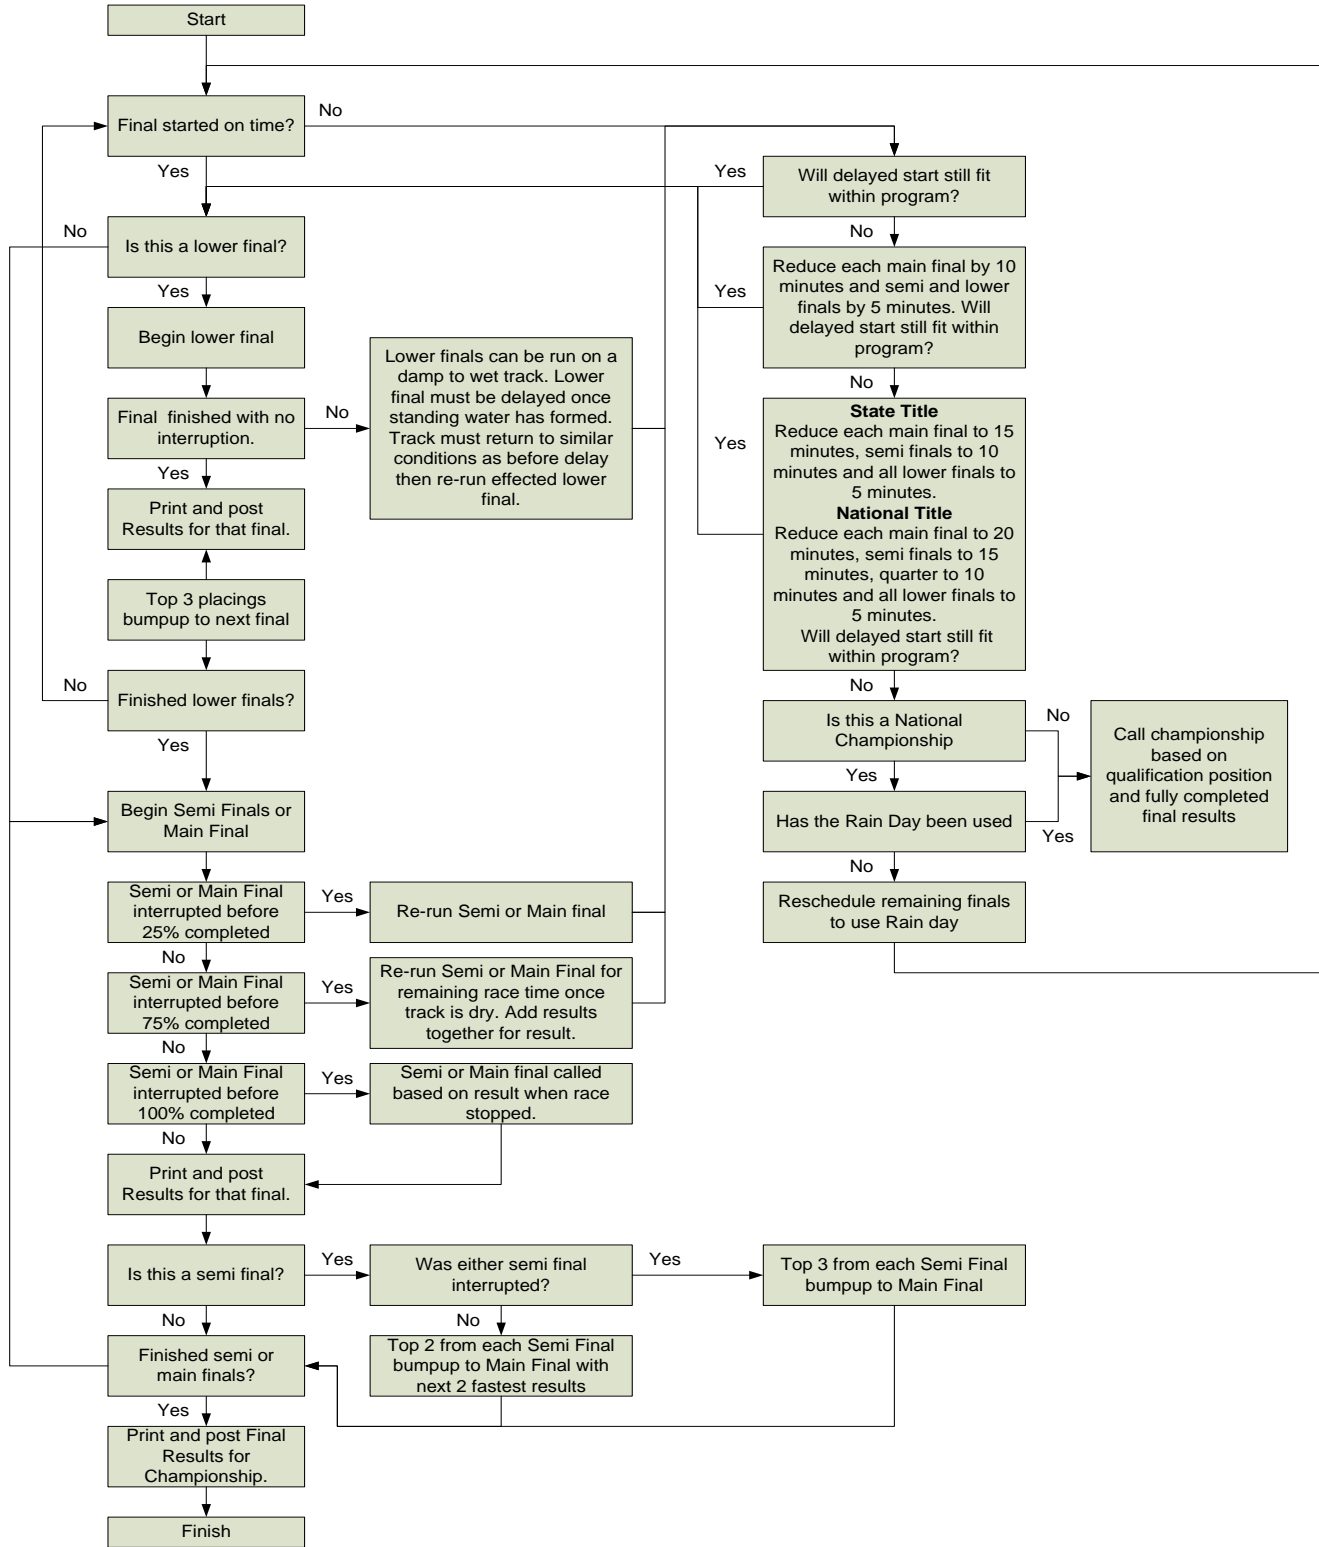 Start
Final started on time?
No
Yes
Will delayed start still fit
within program?
Yes
No
Is this a lower final?
No
Yes
Reduce each main final by 10
minutes and semi and lower
finals by 5 minutes. Will
delayed start still fit within
program?
Yes
No
Begin lower final
Final  finished with no
interruption.
No
Yes
Lower finals can be run on a
damp to wet track. Lower
final must be delayed once
standing water has formed.
Track must return to similar
conditions as before delay
then re-run effected lower
final.
State Title
Reduce each main final to 15
minutes, semi finals to 10
minutes and all lower finals to
5 minutes.
National Title
Reduce each main final to 20
minutes, semi finals to 15
minutes, quarter to 10
minutes and all lower finals to
5 minutes.
Will delayed start still fit
within program?
Yes
No
Print and post
Results for that final.
Top 3 placings
bumpup to next final
Finished lower finals?
No
Yes
Is this a National
Championship
No
Yes
Call championship
based on
qualification position
and fully completed
final results
Has the Rain Day been used
Yes
No
Reschedule remaining finals
to use Rain day
Begin Semi Finals or
Main Final
Semi or Main Final
interrupted before
25% completed
Yes
No
Re-run Semi or Main final
Semi or Main Final
interrupted before
75% completed
Yes
No
Re-run Semi or Main Final for
remaining race time once
track is dry. Add results
together for result.
Semi or Main Final
interrupted before
100% completed
Yes
No
Semi or Main final called
based on result when race
stopped.
Print and post
Results for that final.
Is this a semi final?
Yes
No
Was either semi final
interrupted?
Yes
No
Top 3 from each Semi Final
bumpup to Main Final
Top 2 from each Semi Final
bumpup to Main Final with
next 2 fastest results
Finished semi or
main finals?
Yes
Print and post Final
Results for
Championship.
Finish